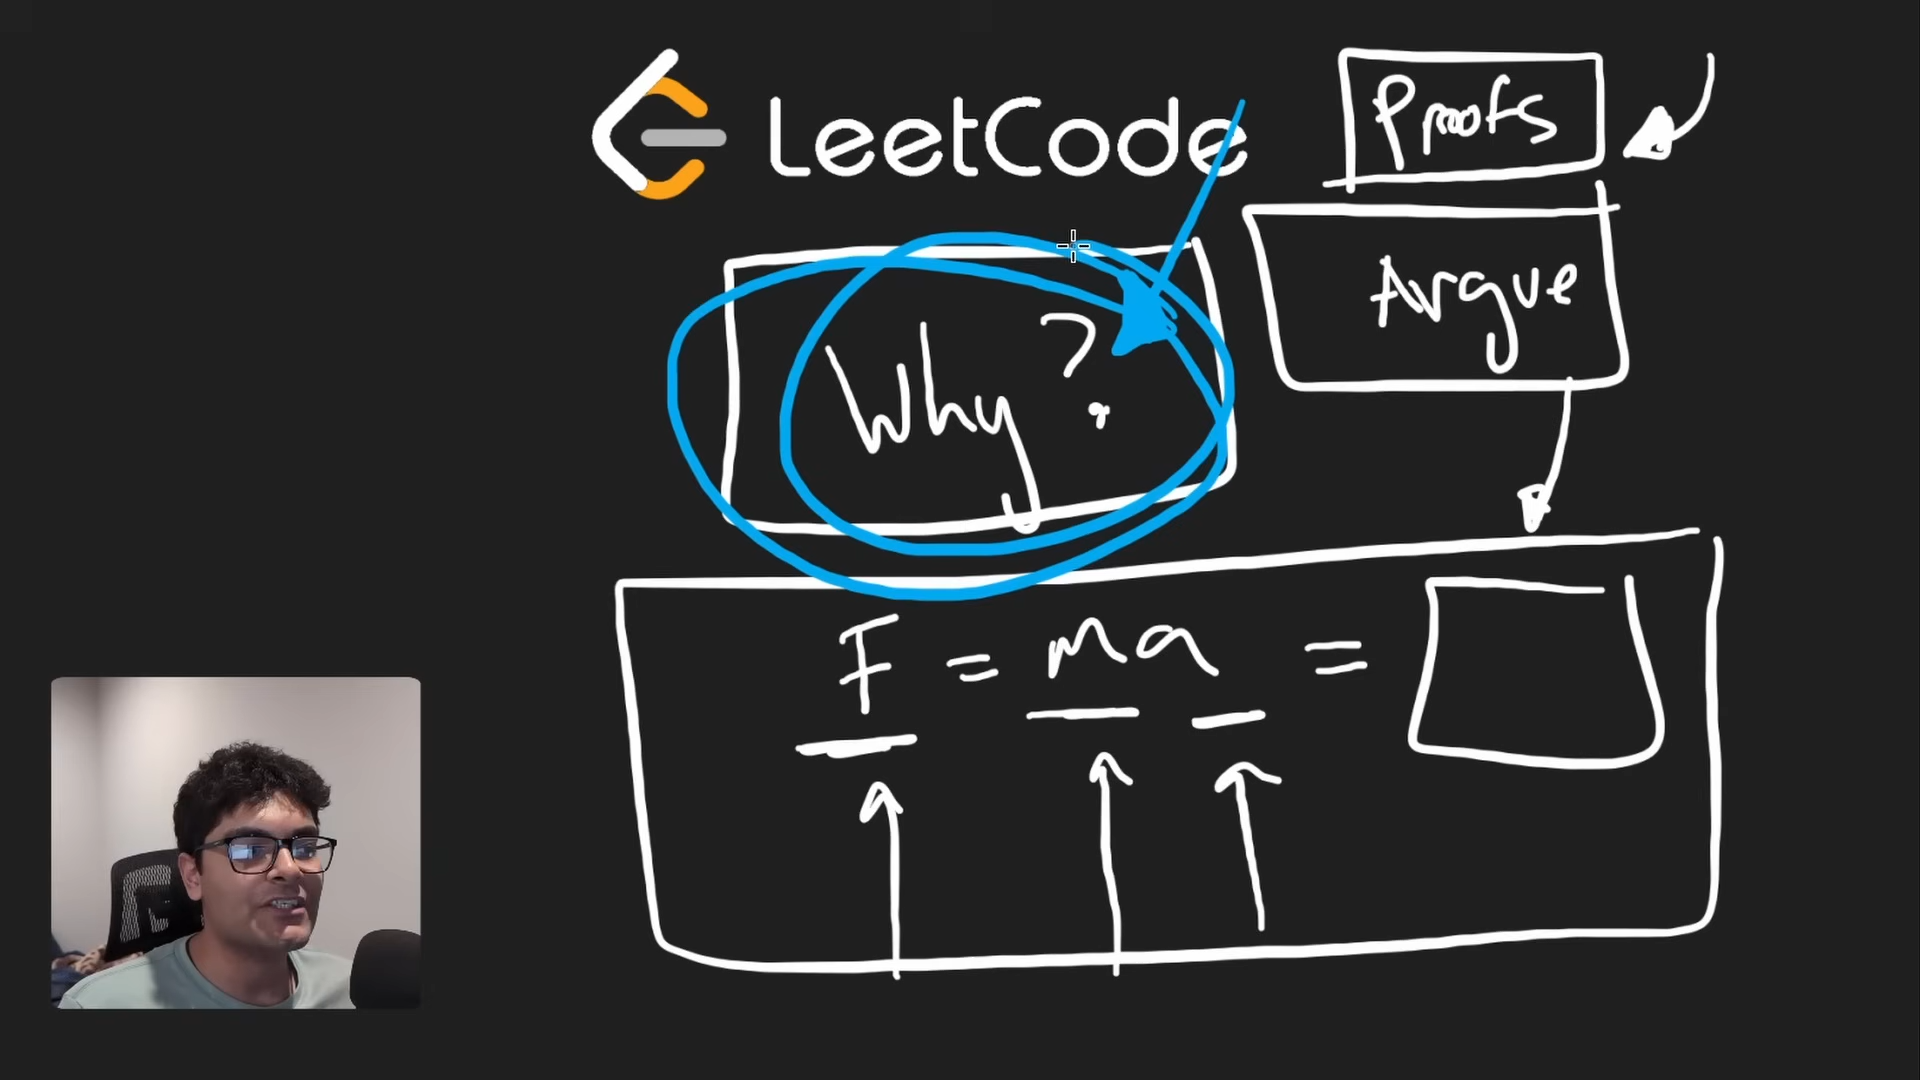 LeetCode
Proofs
Argue
Why?
F = ma =